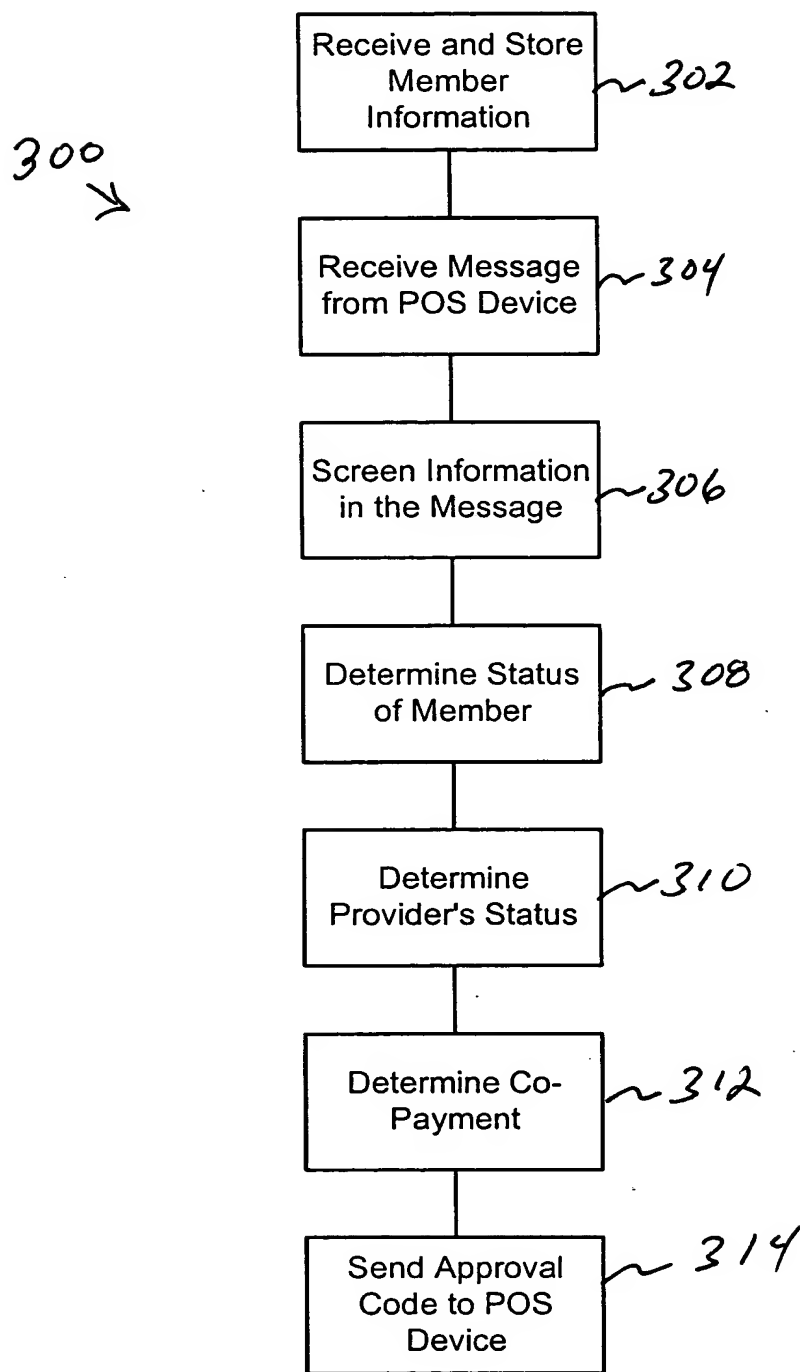 Receive and Store
Member
Information
302
300
Receive Message
from POS Device
304
Screen Information
in the Message
306
Determine Status
of Member
308
Determine
Provider's Status
310
Determine Co-
Payment
312
Send Approval
Code to POS
Device
314